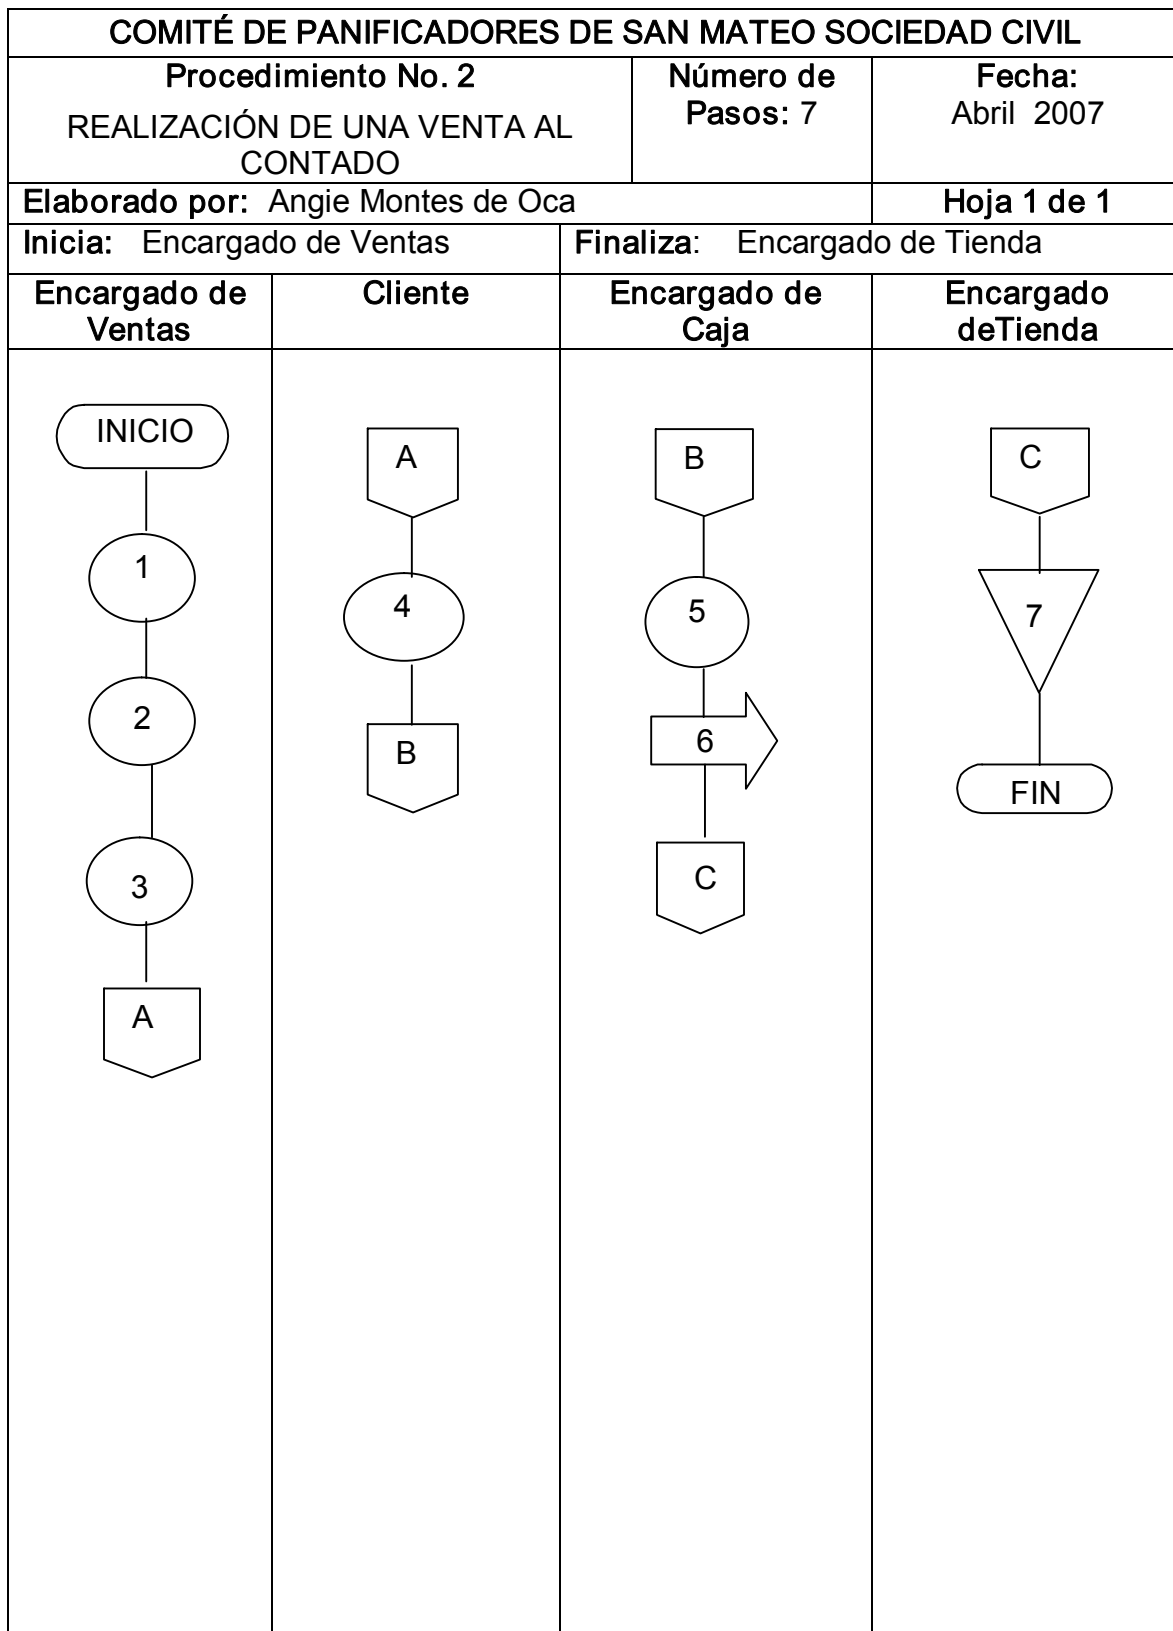 COMITÉ DE PANIFICADORES DE SAN MATEO SOCIEDAD CIVIL
Procedimiento No. 2
REALIZACIÓN DE UNA VENTA AL
CONTADO
Número de
Pasos: 7
Fecha:
Abril 2007
Elaborado por: Angie Montes de Oca
Hoja 1 de 1
Inicia: Encargado de Ventas
Finaliza: Encargado de Tienda
Encargado de
Ventas
Cliente
Encargado de
Caja
Encargado
deTienda
INICIO
1
2
3
A
A
4
B
B
5
6
C
C
7
FIN